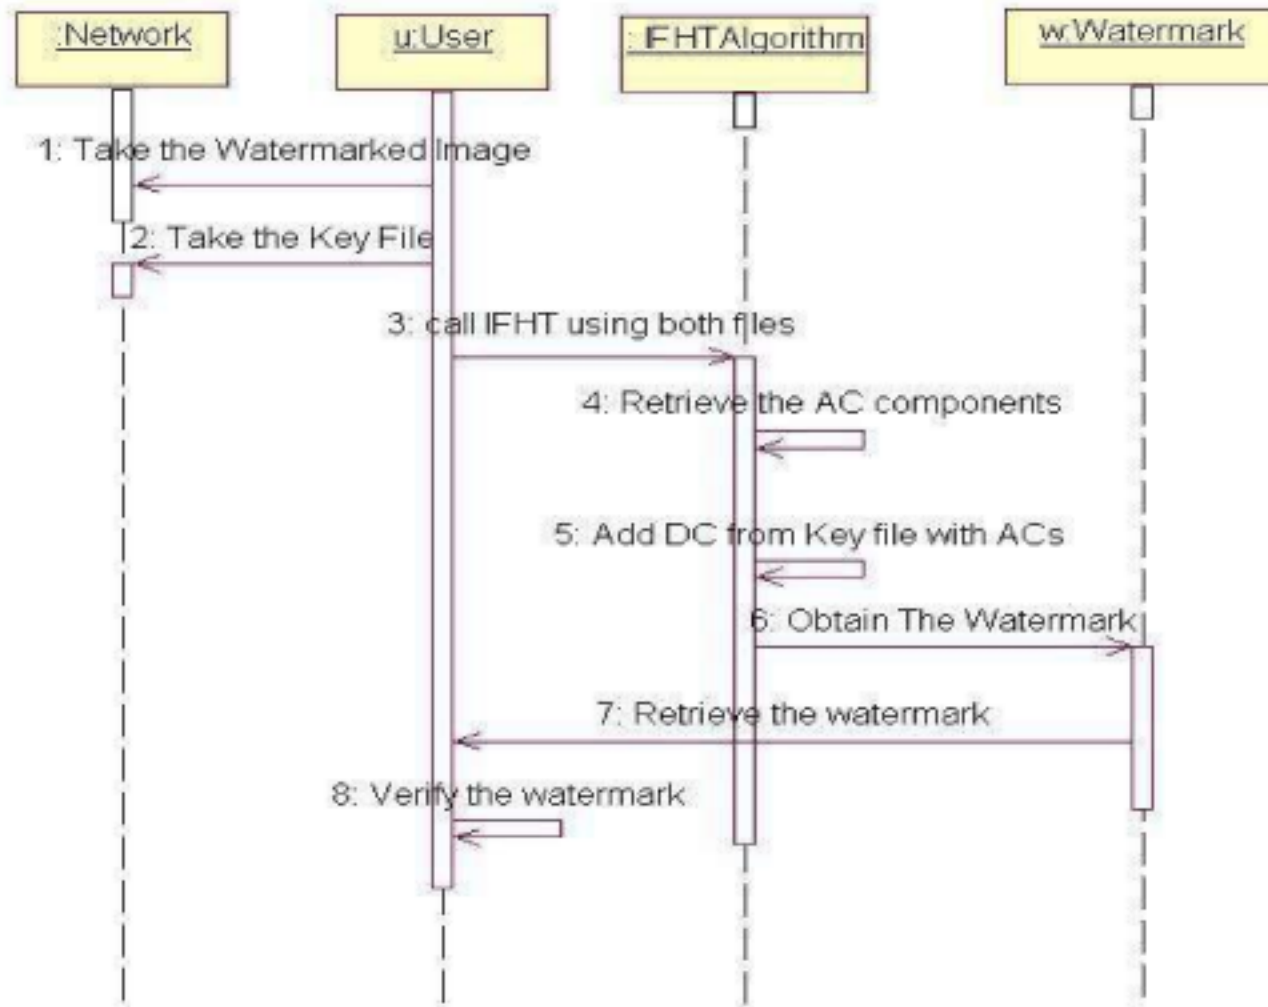 :Network
u:User
: IFHTAlgorithm
w:Watermark
1: Take the Watermarked Image
2: Take the Key File
3: call IFHT using both files
4: Retrieve the AC components
5: Add DC from Key file with ACs
6: Obtain The Watermark
7: Retrieve the watermark
8: Verify the watermark